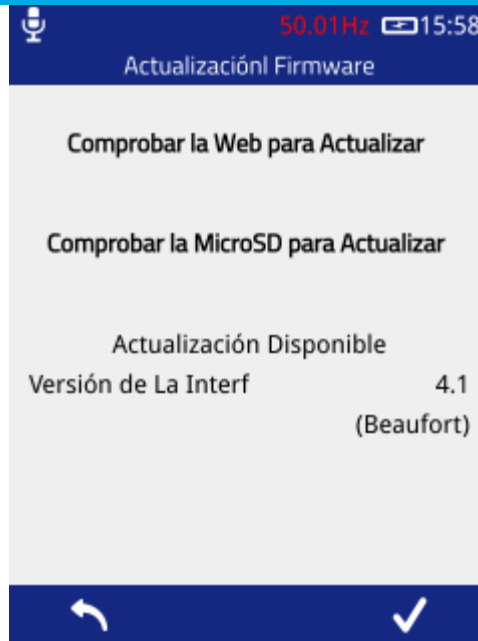 50.01Hz 15:58
Actualizaciónl Firmware
Comprobar la Web para Actualizar
Comprobar la MicroSD para Actualizar
Actualización Disponible
Versión de La Interf 4.1
(Beaufort)